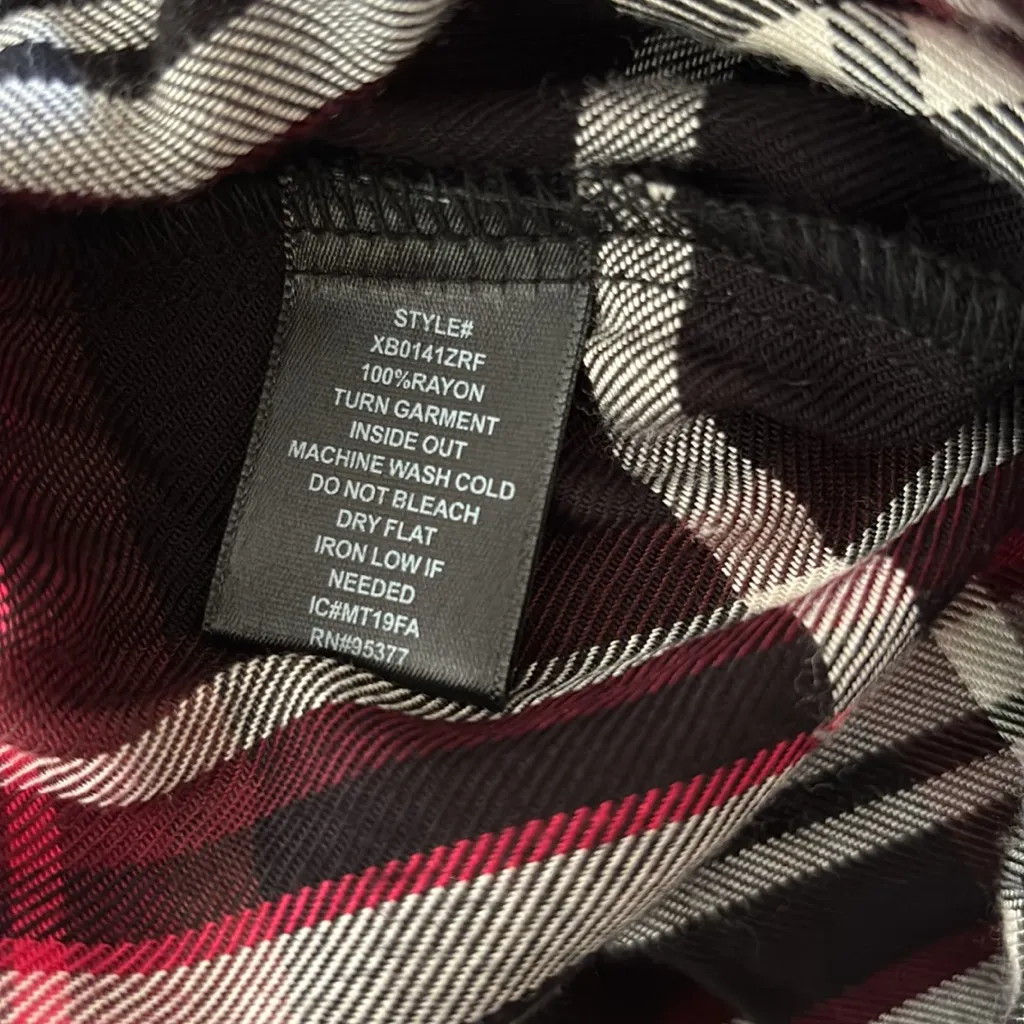 STYLE#
XB0141ZRF
100%RAYON
TURN GARMENT
INSIDE OUT
MACHINE WASH COLD
DO NOT BLEACH
DRY FLAT
IRON LOW IF
NEEDED
IC#MT19FA
RN#95377